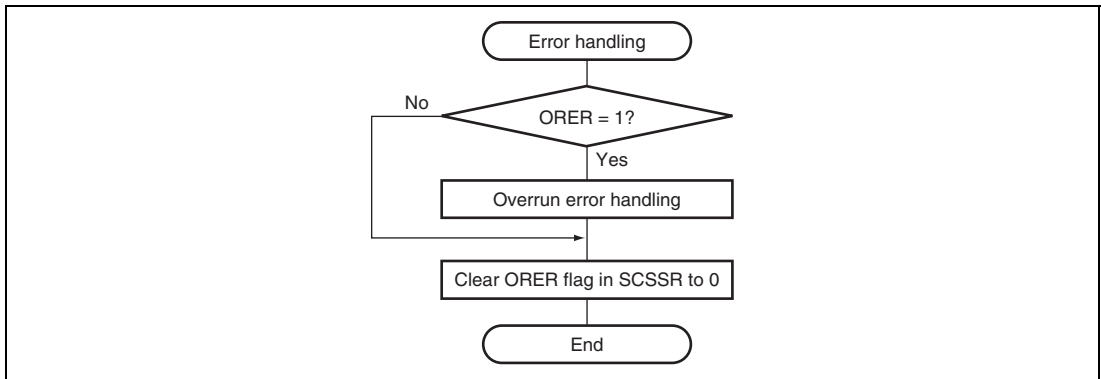 Error handling
No
ORER = 1?
Yes
Overrun error handling
Clear ORER flag in SCSSR to 0
End